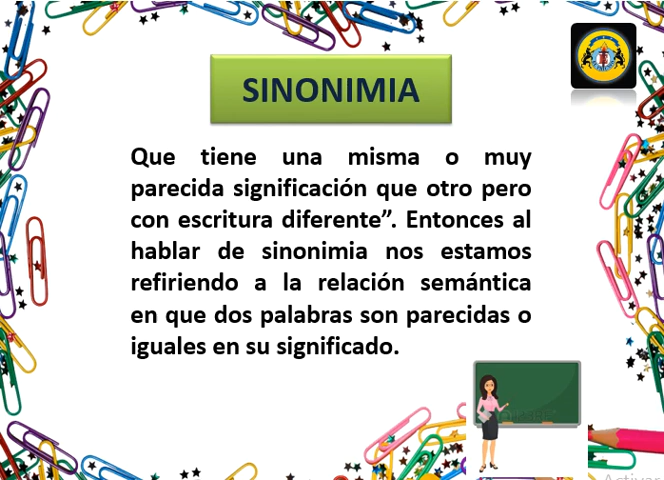 SINONIMIA
Que tiene una misma o muy
parecida significación que otro pero
con escritura diferente”. Entonces al
hablar de sinonimia nos estamos
refiriendo a la relación semántica
en que dos palabras son parecidas o
iguales en su significado.
Activar